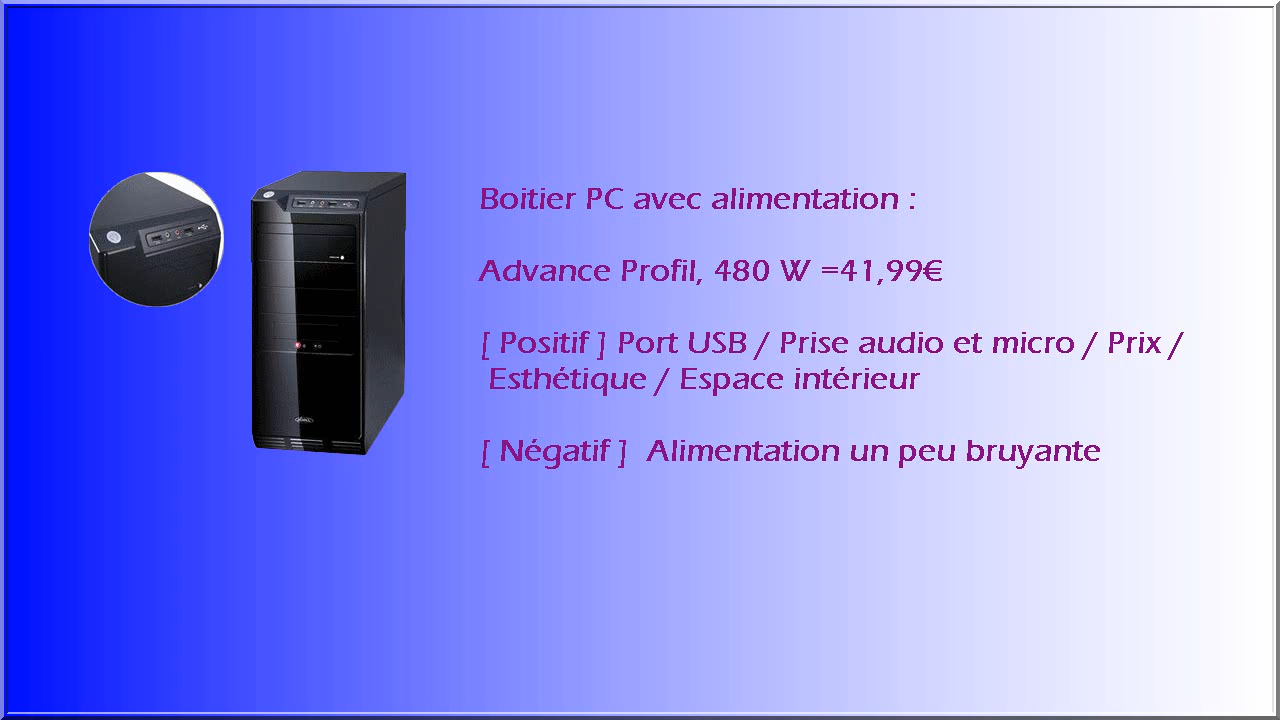 Boitier PC avec alimentation :
Advance Profil, 480 W =41,99€
[ Positif ] Port USB / Prise audio et micro / Prix /
Esthétique / Espace intérieur
[ Négatif ] Alimentation un peu bruyante